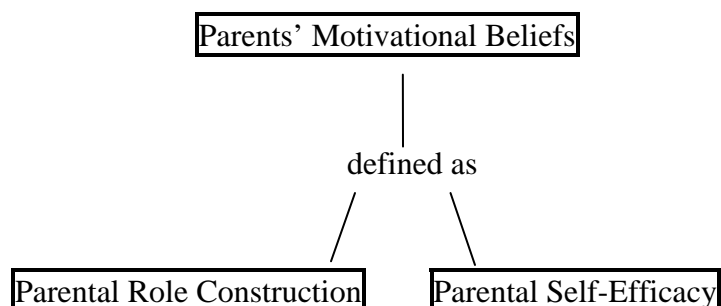 Parents’ Motivational Beliefs
defined as
Parental Role Construction
Parental Self-Efficacy